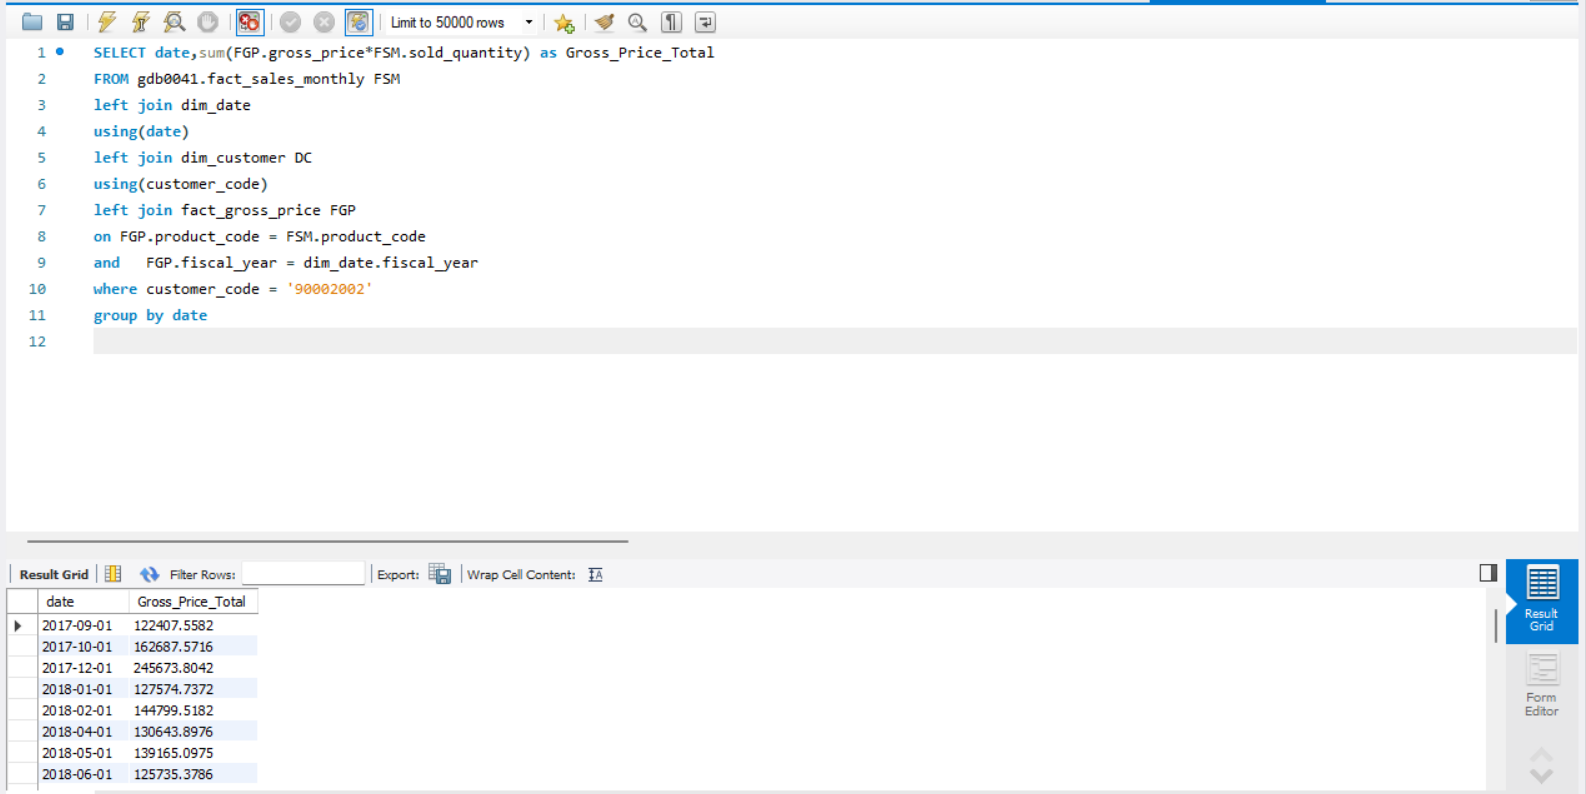 Limit to 50000 rows
1 SELECT date,sum(FGP.gross_price*FSM.sold_quantity) as Gross_Price_Total
2 FROM gdb0041.fact_sales_monthly FSM
3 left join dim_date
4 using(date)
5 left join dim_customer DC
6 using(customer_code)
7 left join fact_gross_price FGP
8 on FGP.product_code = FSM.product_code
9 and   FGP.fiscal_year = dim_date.fiscal_year
10 where customer_code = '90002002'
11 group by date
12
Result Grid Filter Rows: Export: Wrap Cell Content: IA
date Gross_Price_Total
2017-09-01 122407.5582
2017-10-01 162687.5716
2017-12-01 245673.8042
2018-01-01 127574.7372
2018-02-01 144799.5182
2018-04-01 130643.8976
2018-05-01 139165.0975
2018-06-01 125735.3786
Result
Grid
Form
Editor